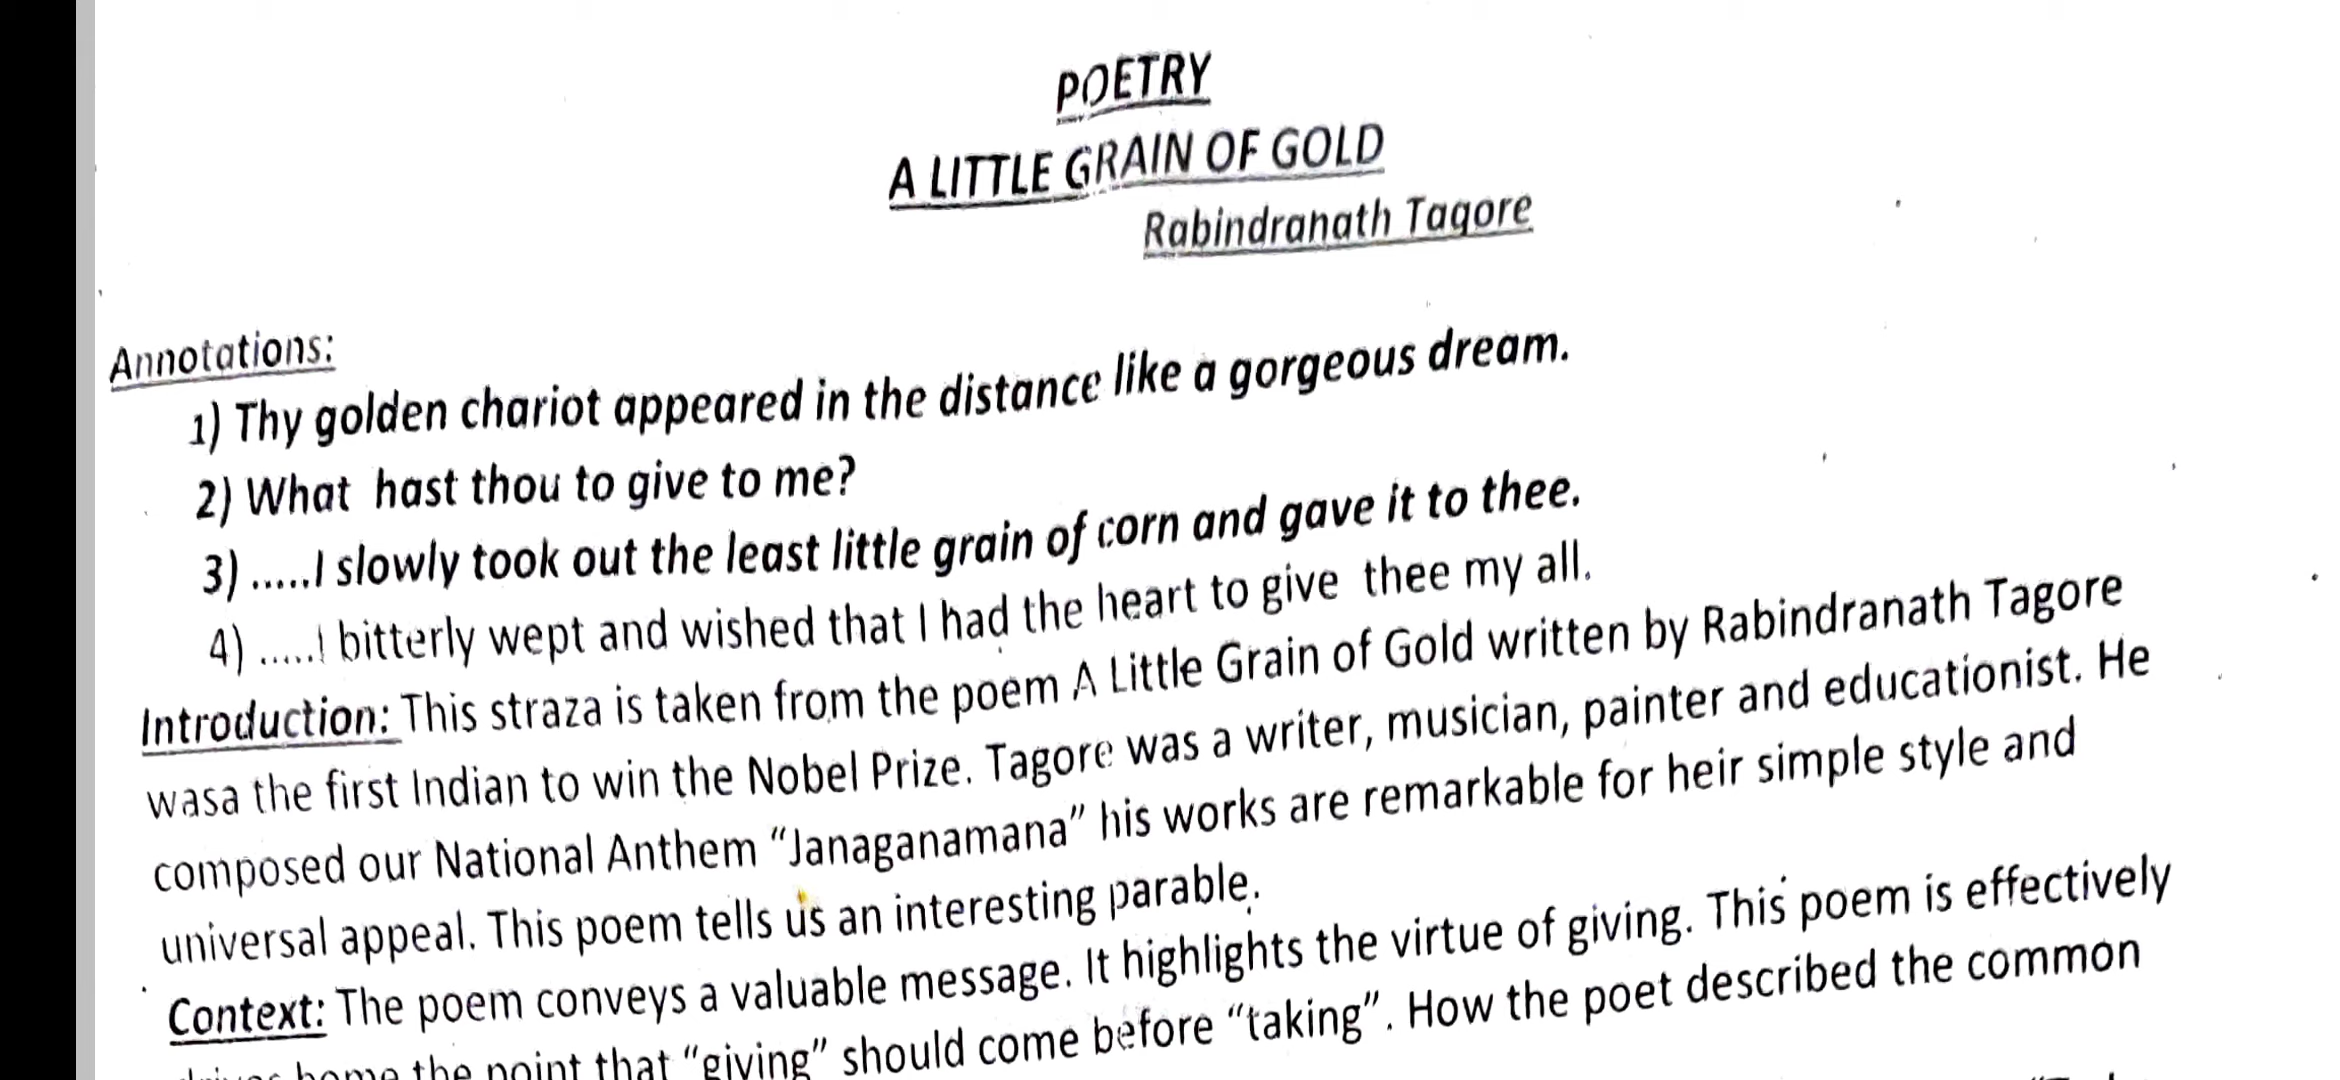 POETRY
A LITTLE GRAIN OF GOLD
Rabindranath Tagore
Annotations:
1) Thy golden chariot appeared in the distance like a gorgeous dream.
2) What hast thou to give to me?
3) .....I slowly took out the least little grain of corn and gave it to thee.
4) .....I bitterly wept and wished that I had the heart to give thee my all.
Introduction: This straza is taken from the poem A Little Grain of Gold written by Rabindranath Tagore
wasa the first Indian to win the Nobel Prize. Tagore was a writer, musician, painter and educationist. He
composed our National Anthem “Janaganamana” his works are remarkable for heir simple style and
universal appeal. This poem tells us an interesting parable.
Context: The poem conveys a valuable message. It highlights the virtue of giving. This poem is effectively
home the point that “giving” should come before “taking”. How the poet described the common